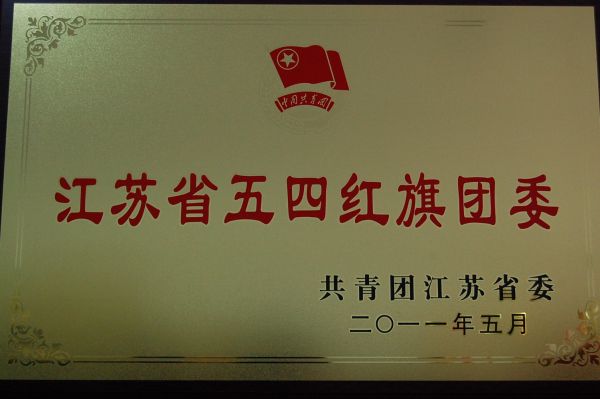 中国共青团
江苏省五四红旗团委
共青团江苏省委
二〇一一年五月